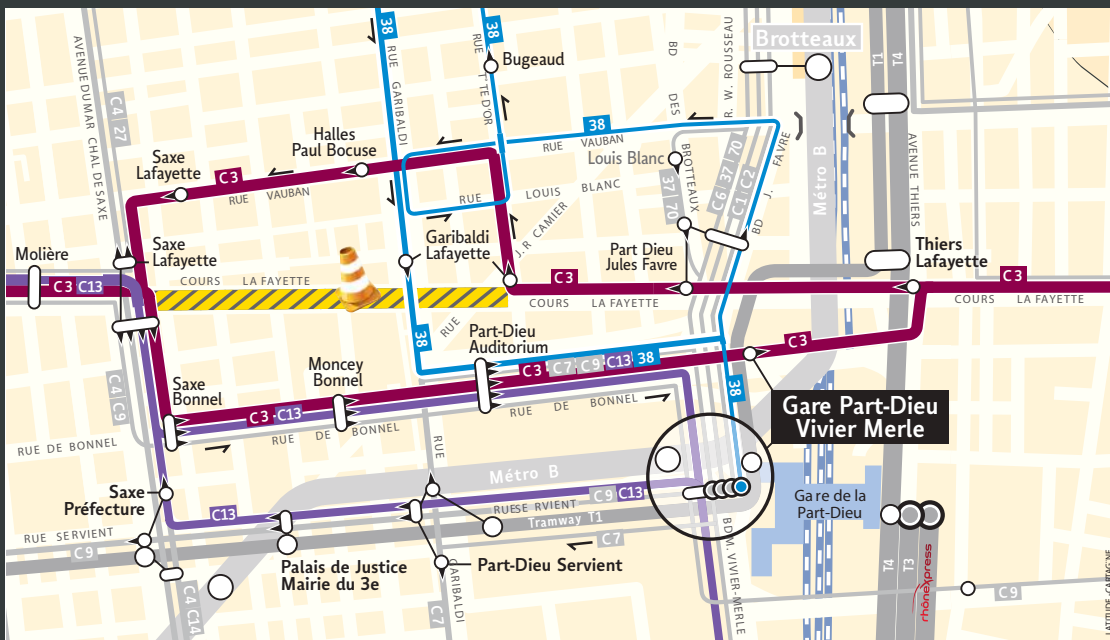 38
38
RUE
GARIBALDI
RUE
T'TE D'OR
Bugeaud
BD
DES
BROTTEAUX
R. W. ROUSSEAU
Brotteaux
T1
T4
AVENUE THIERS
AVENUE DU MARÉCHAL DE SAXE
C4 27
Halles
Paul Bocuse
38
RUE VAUBAN
Louis Blanc
37 70
C6 37 70
C1 C2
BD J. FAVRE
Métro B
Saxe
Lafayette
C3
RUE VAUBAN
RUE LOUIS BLANC
J.R CAMIER
Molière
Saxe
Lafayette
Garibaldi
Lafayette
Part Dieu
Jules Favre
Thiers
Lafayette
C3 C13
COURS LA FAYETTE
C3
COURS LA FAYETTE
C3
COURS LA FAYETTE
38
RUE
Part-Dieu
Auditorium
C3 C7 C9 C13 38
C3
38
Moncey
Bonnel
Saxe
Bonnel
C4 C9
C3 C13
RUE DE BONNEL
RUE DE BONNEL
RUE DE BONNEL
Gare Part-Dieu
Vivier Merle
RUE
Métro B
Saxe
Préfecture
C13
C9 C13
RUE SERVIENT
RUE SERVIENT
Tramway T1
C7
C9
Gare de la
Part-Dieu
Palais de Justice
Mairie du 3e
Part-Dieu Servient
GARIBALDI
C7
C4 C14
BD M. VIVIER-MERLE
T4
T3
rhônexpress
C9